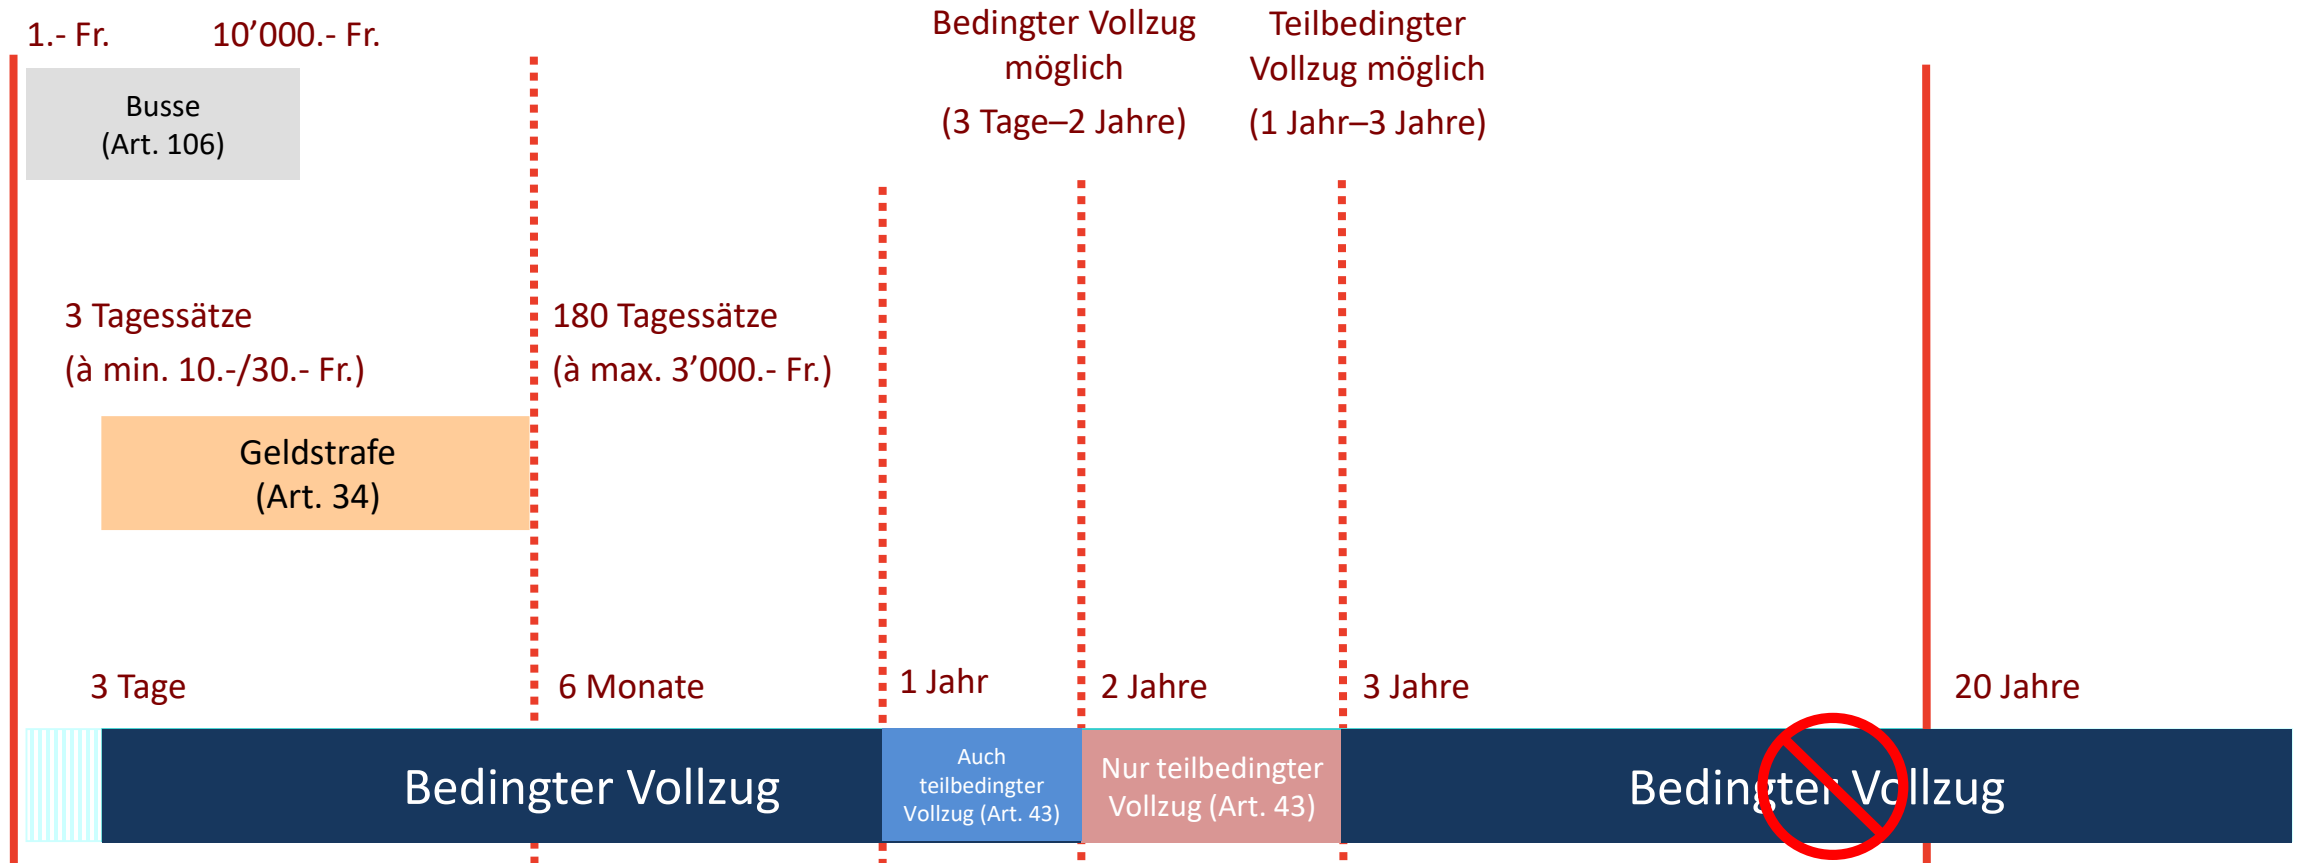 1.- Fr.
10’000.- Fr.
Bedingter Vollzug
möglich
(3 Tage–2 Jahre)
Teilbedingter
Vollzug möglich
(1 Jahr–3 Jahre)
Busse
(Art. 106)
3 Tagessätze
(à min. 10.-/30.- Fr.)
180 Tagessätze
(à max. 3’000.- Fr.)
Geldstrafe
(Art. 34)
3 Tage
6 Monate
1 Jahr
2 Jahre
3 Jahre
20 Jahre
Bedingter Vollzug
Auch
teilbedingter
Vollzug (Art. 43)
Nur teilbedingter
Vollzug (Art. 43)
Bedingter Vollzug